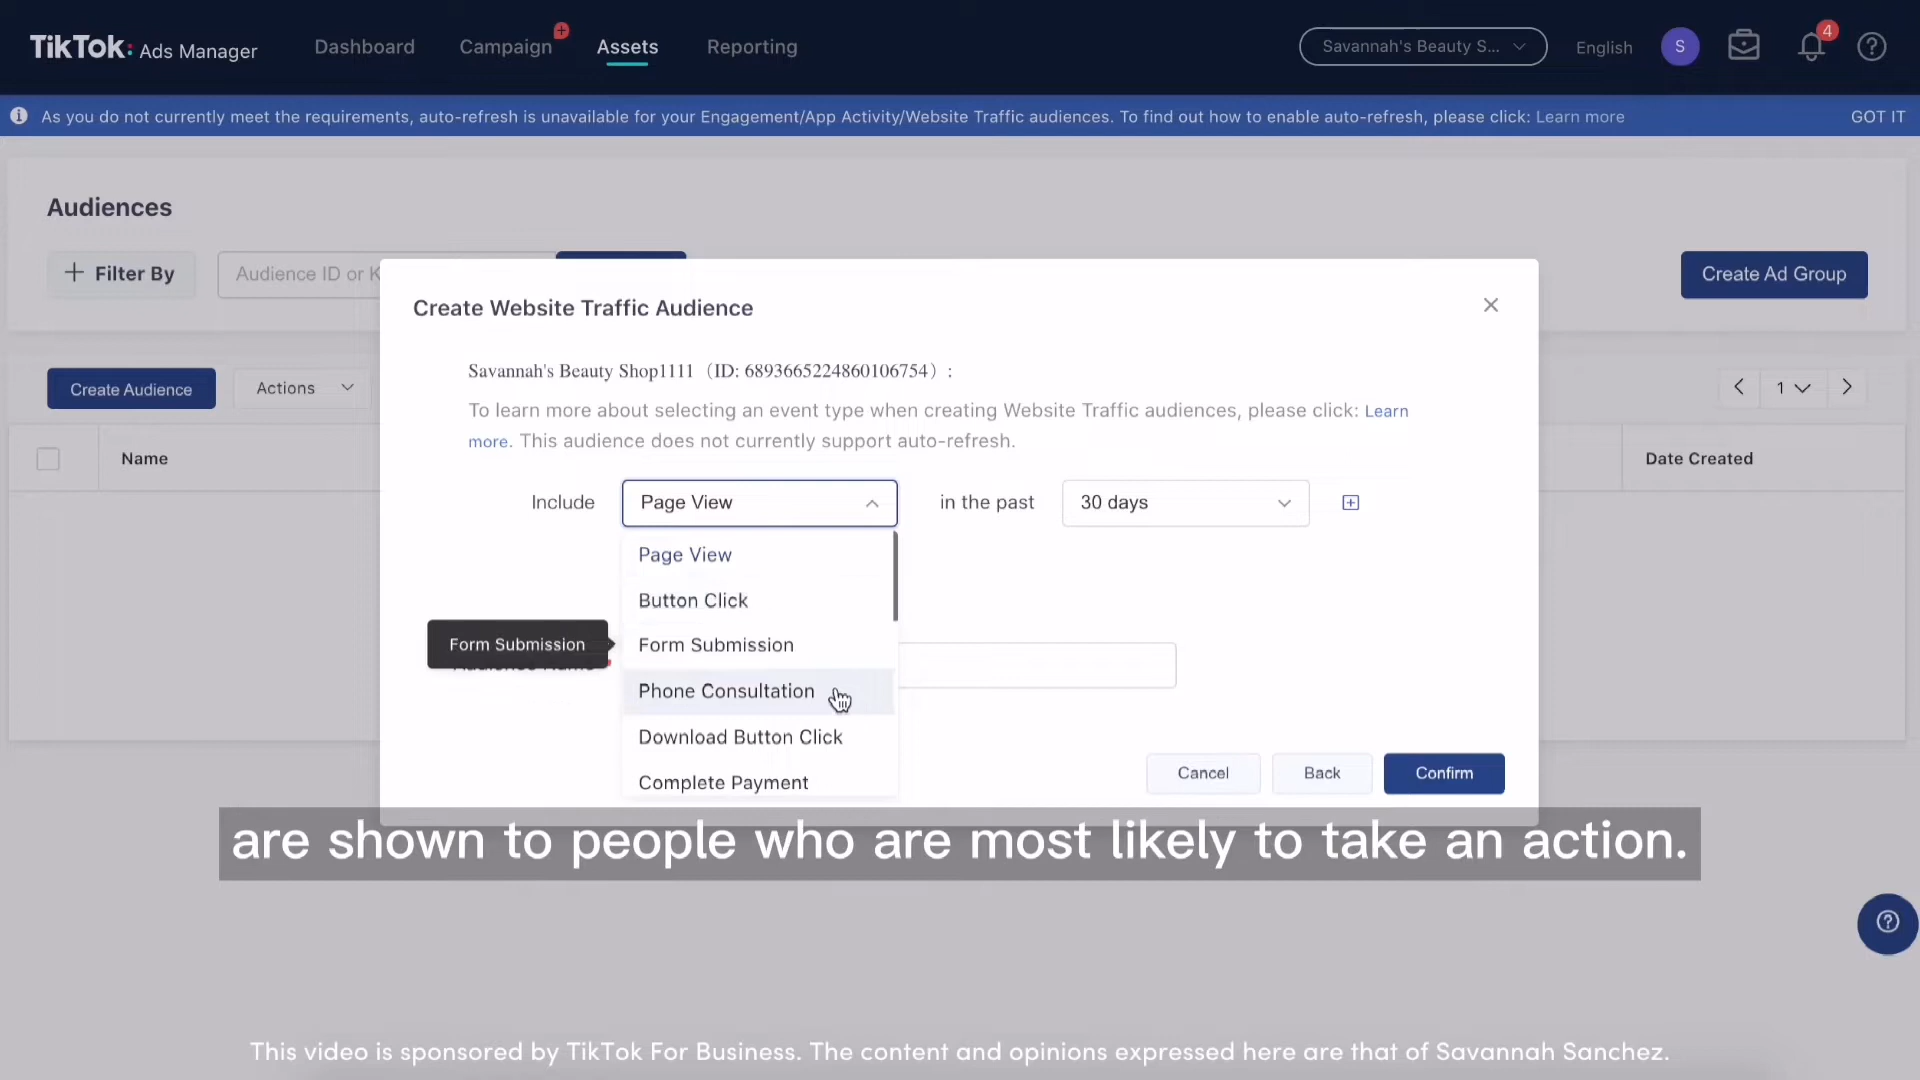 TikTok: Ads Manager Dashboard Campaign Assets Reporting Savannah's Beauty S... English S 4
As you do not currently meet the requirements, auto-refresh is unavailable for your Engagement/App Activity/Website Traffic audiences. To find out how to enable auto-refresh, please click: Learn more GOT IT
Audiences
+ Filter By Audience ID or K Create Ad Group
Create Website Traffic Audience
Savannah's Beauty Shop1111（ID: 6893665224860106754）:
Create Audience Actions 1
To learn more about selecting an event type when creating Website Traffic audiences, please click: Learn
more. This audience does not currently support auto-refresh.
Name Date Created
Include Page View in the past 30 days
Page View
Button Click
Form Submission Form Submission
Audience Name
Phone Consultation
Download Button Click
Complete Payment
Cancel Back Confirm
are shown to people who are most likely to take an action.
This video is sponsored by TikTok For Business. The content and opinions expressed here are that of Savannah Sanchez.